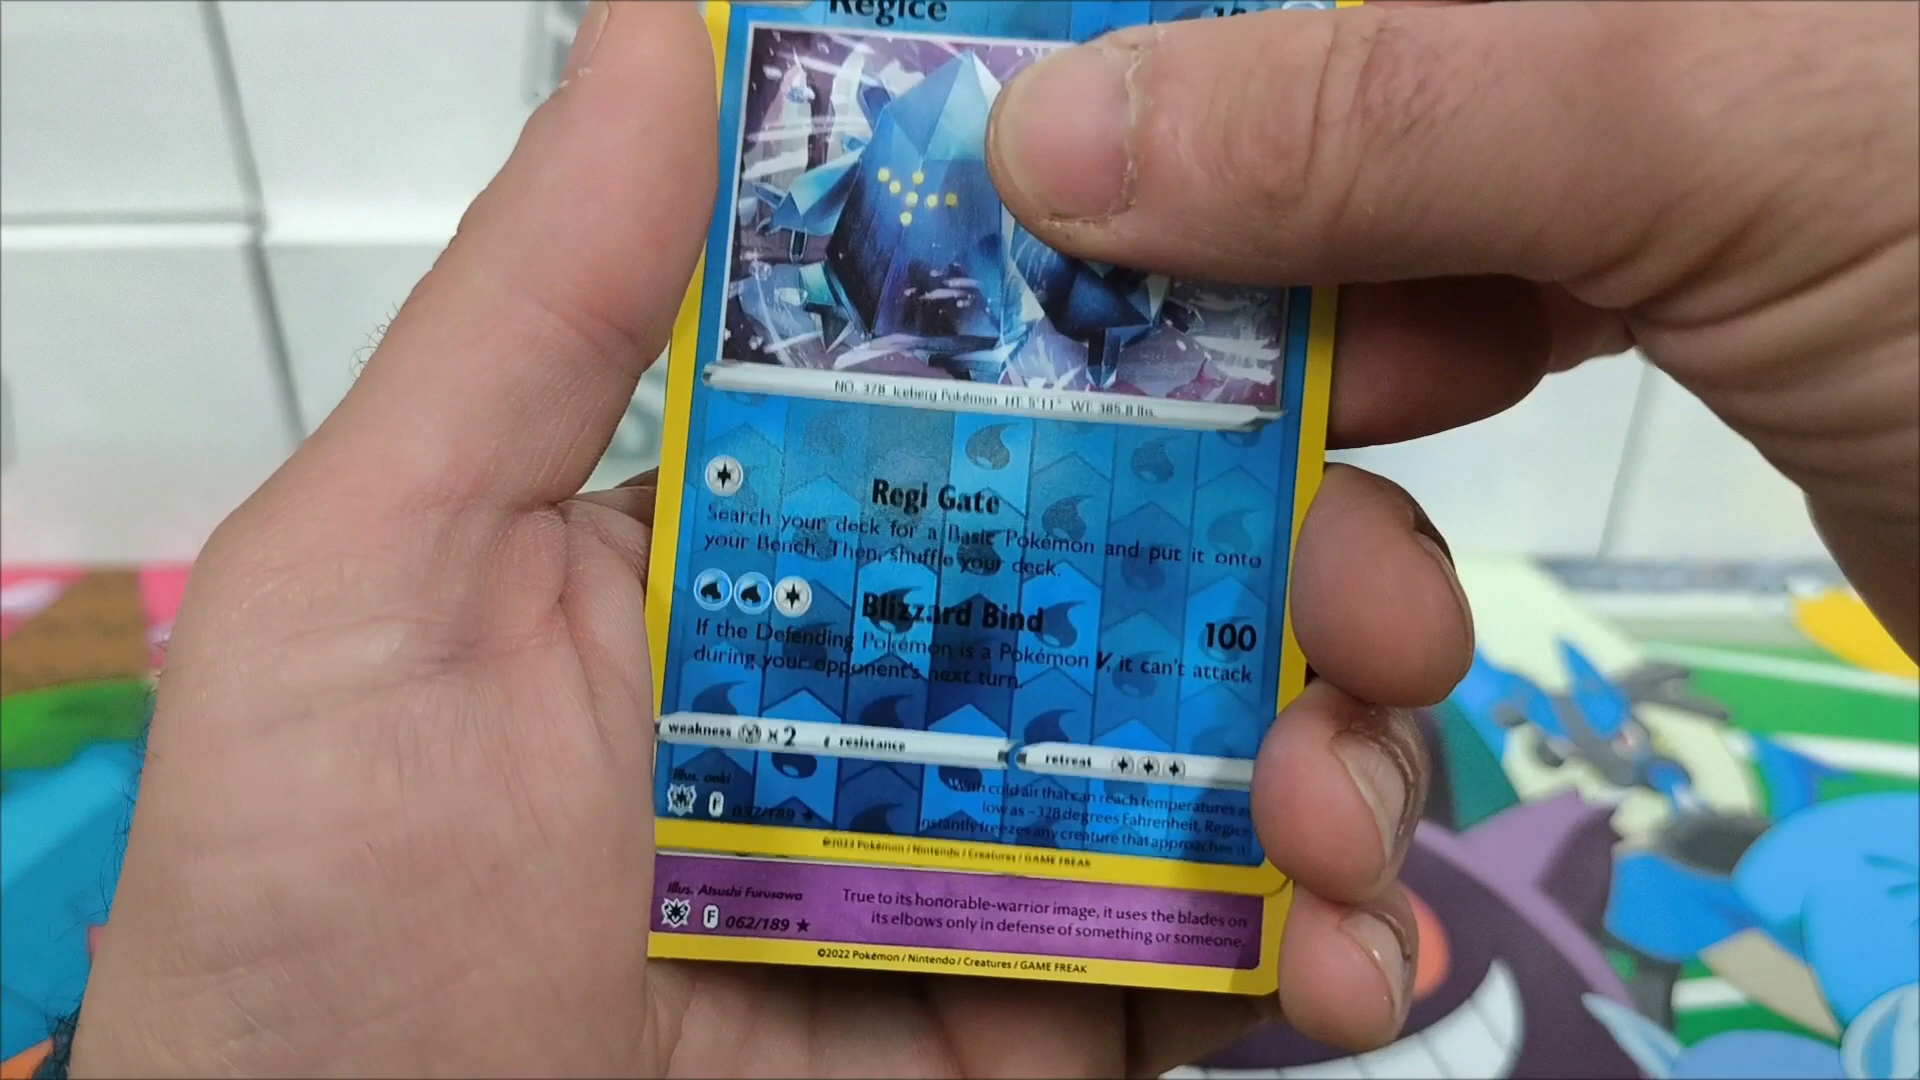 Regice
NO. 378 Iceberg Pokémon HT: 5'11" WT: 385.8 lbs.
Regi Gate
Search your deck for a Basic Pokémon and put it onto
your Bench. Then, shuffle your deck.
Blizzard Bind 100
If the Defending Pokémon is a Pokémon V, it can't attack
during your opponent's next turn.
weakness ×2 resistance retreat
Illus. aoki
F 037/189 ★
With cold air that can reach temperatures as
low as -328 degrees Fahrenheit, Regice
instantly freezes any creature that approaches it.
©2022 Pokémon / Nintendo / Creatures / GAME FREAK
Illus. Atsushi Furusawa
F 062/189 ★
True to its honorable-warrior image, it uses the blades on
its elbows only in defense of something or someone.
©2022 Pokémon / Nintendo / Creatures / GAME FREAK